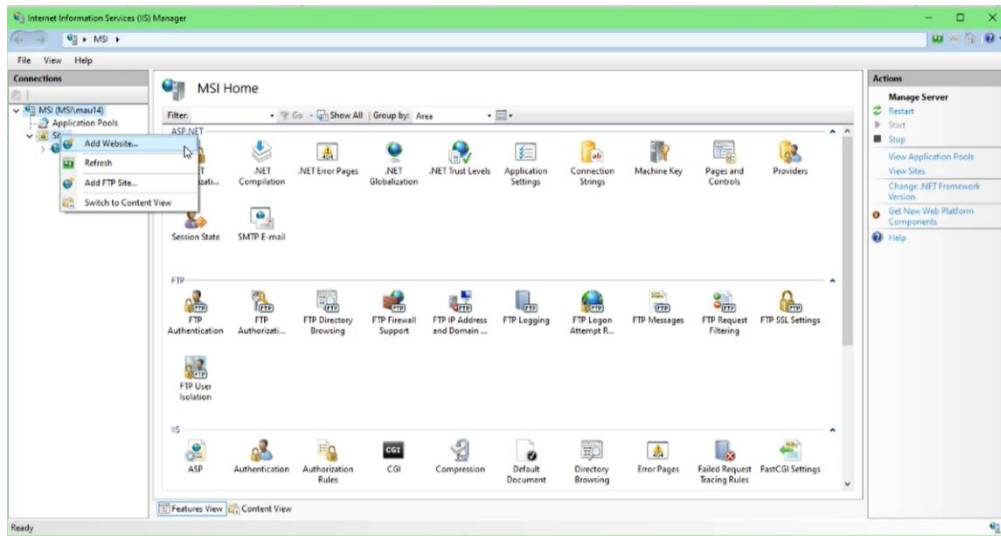 Internet Information Services (IIS) Manager
MSI
File View Help
Connections
MSI (MSI\mau14)
Application Pools
Add Website...
Refresh
Add FTP Site...
Switch to Content View
MSI Home
Filter: Go Show All Group by: Area
ASP.NET
.NET Compilation
.NET Error Pages
.NET Globalization
.NET Trust Levels
Application Settings
Connection Strings
Machine Key
Pages and Controls
Providers
Session State
SMTP E-mail
FTP
FTP Authentication
FTP Authorizati...
FTP Directory Browsing
FTP Firewall Support
FTP IP Address and Domain ...
FTP Logging
FTP Logon Attempt R...
FTP Messages
FTP Request Filtering
FTP SSL Settings
FTP User Isolation
IIS
ASP
Authentication
Authorization Rules
CGI
Compression
Default Document
Directory Browsing
Error Pages
Failed Request Tracing Rules
FastCGI Settings
Features View Content View
Ready
Actions
Manage Server
Restart
Start
Stop
View Application Pools
View Sites
Change .NET Framework Version
Get New Web Platform Components
Help